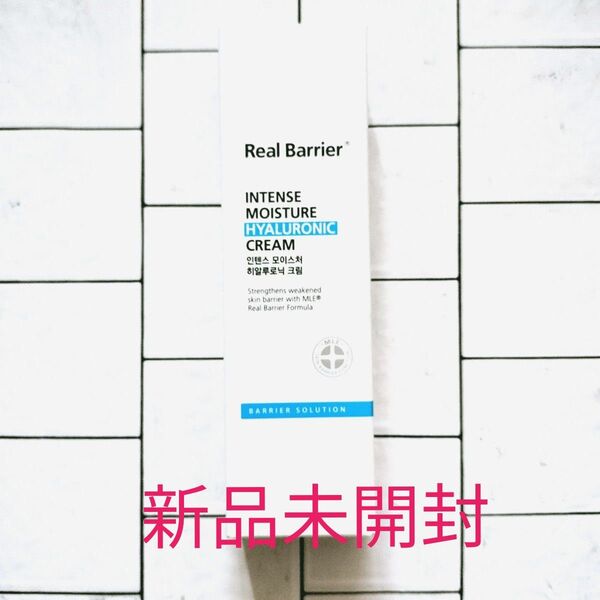 Real Barrier
INTENSE
MOISTURE
HYALURONIC
CREAM
인텐스 모이스처
히알루로닉 크림
Strengthens weakened
skin barrier with MLE®
Real Barrier Formula
MLE
BARRIER SOLUTION
新品未開封